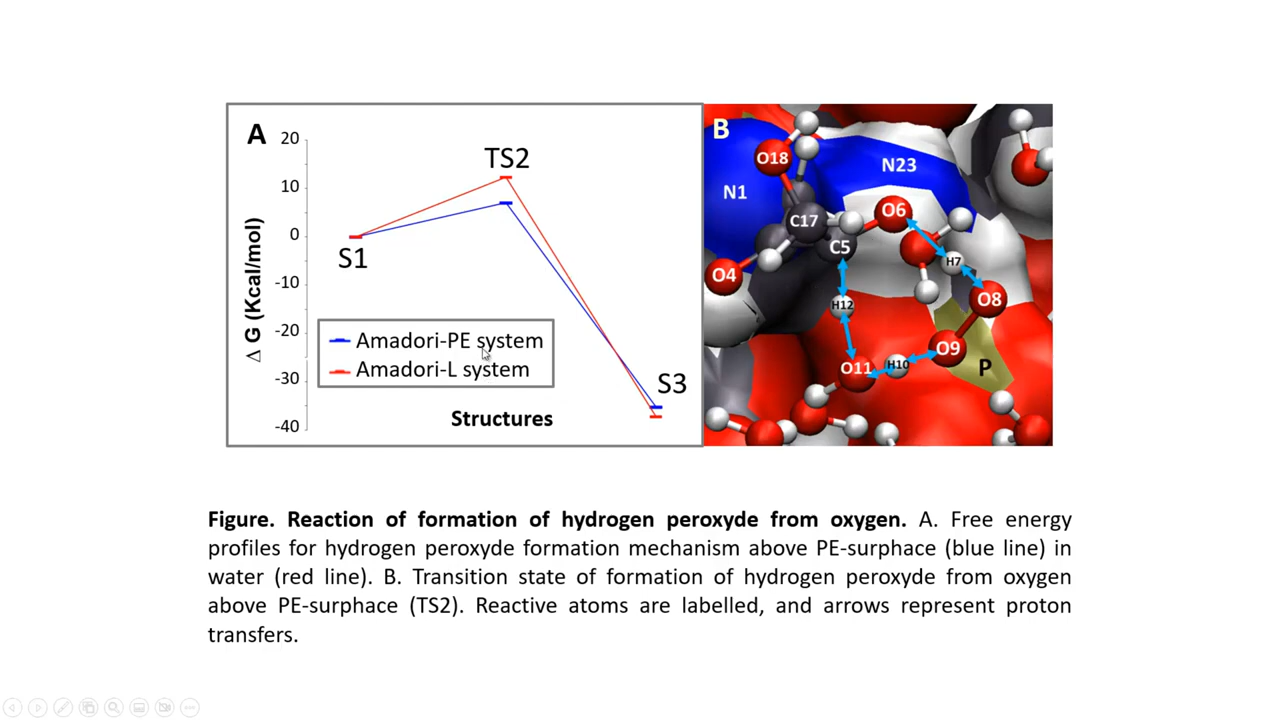 A
20
10
0
-10
-20
-30
-40
Δ G (Kcal/mol)
TS2
S1
S3
Amadori-PE system
Amadori-L system
Structures
B
O18
N23
N1
C17
O6
C5
O4
H7
H12
O8
O9
O11
H10
P
Figure. Reaction of formation of hydrogen peroxyde from oxygen. A. Free energy
profiles for hydrogen peroxyde formation mechanism above PE-surphace (blue line) in
water (red line). B. Transition state of formation of hydrogen peroxyde from oxygen
above PE-surphace (TS2). Reactive atoms are labelled, and arrows represent proton
transfers.